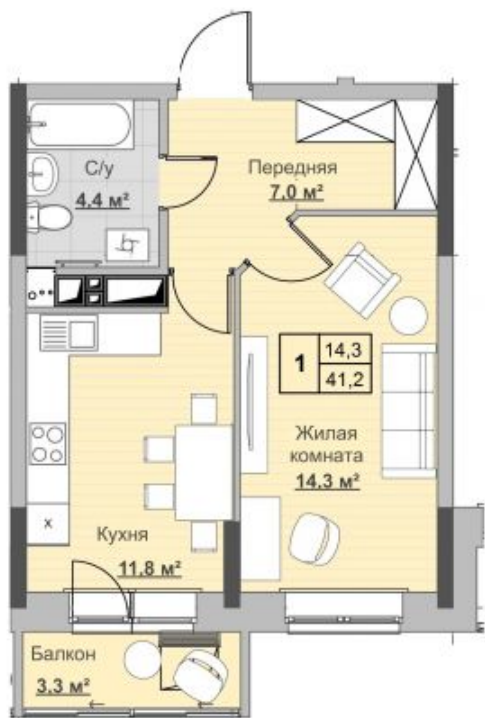 С/у
4,4 м²
Передняя
7,0 м²
1
14,3
41,2
Жилая
комната
14.3 м²
х
Кухня
11,8 м²
Балкон
3.3 м²